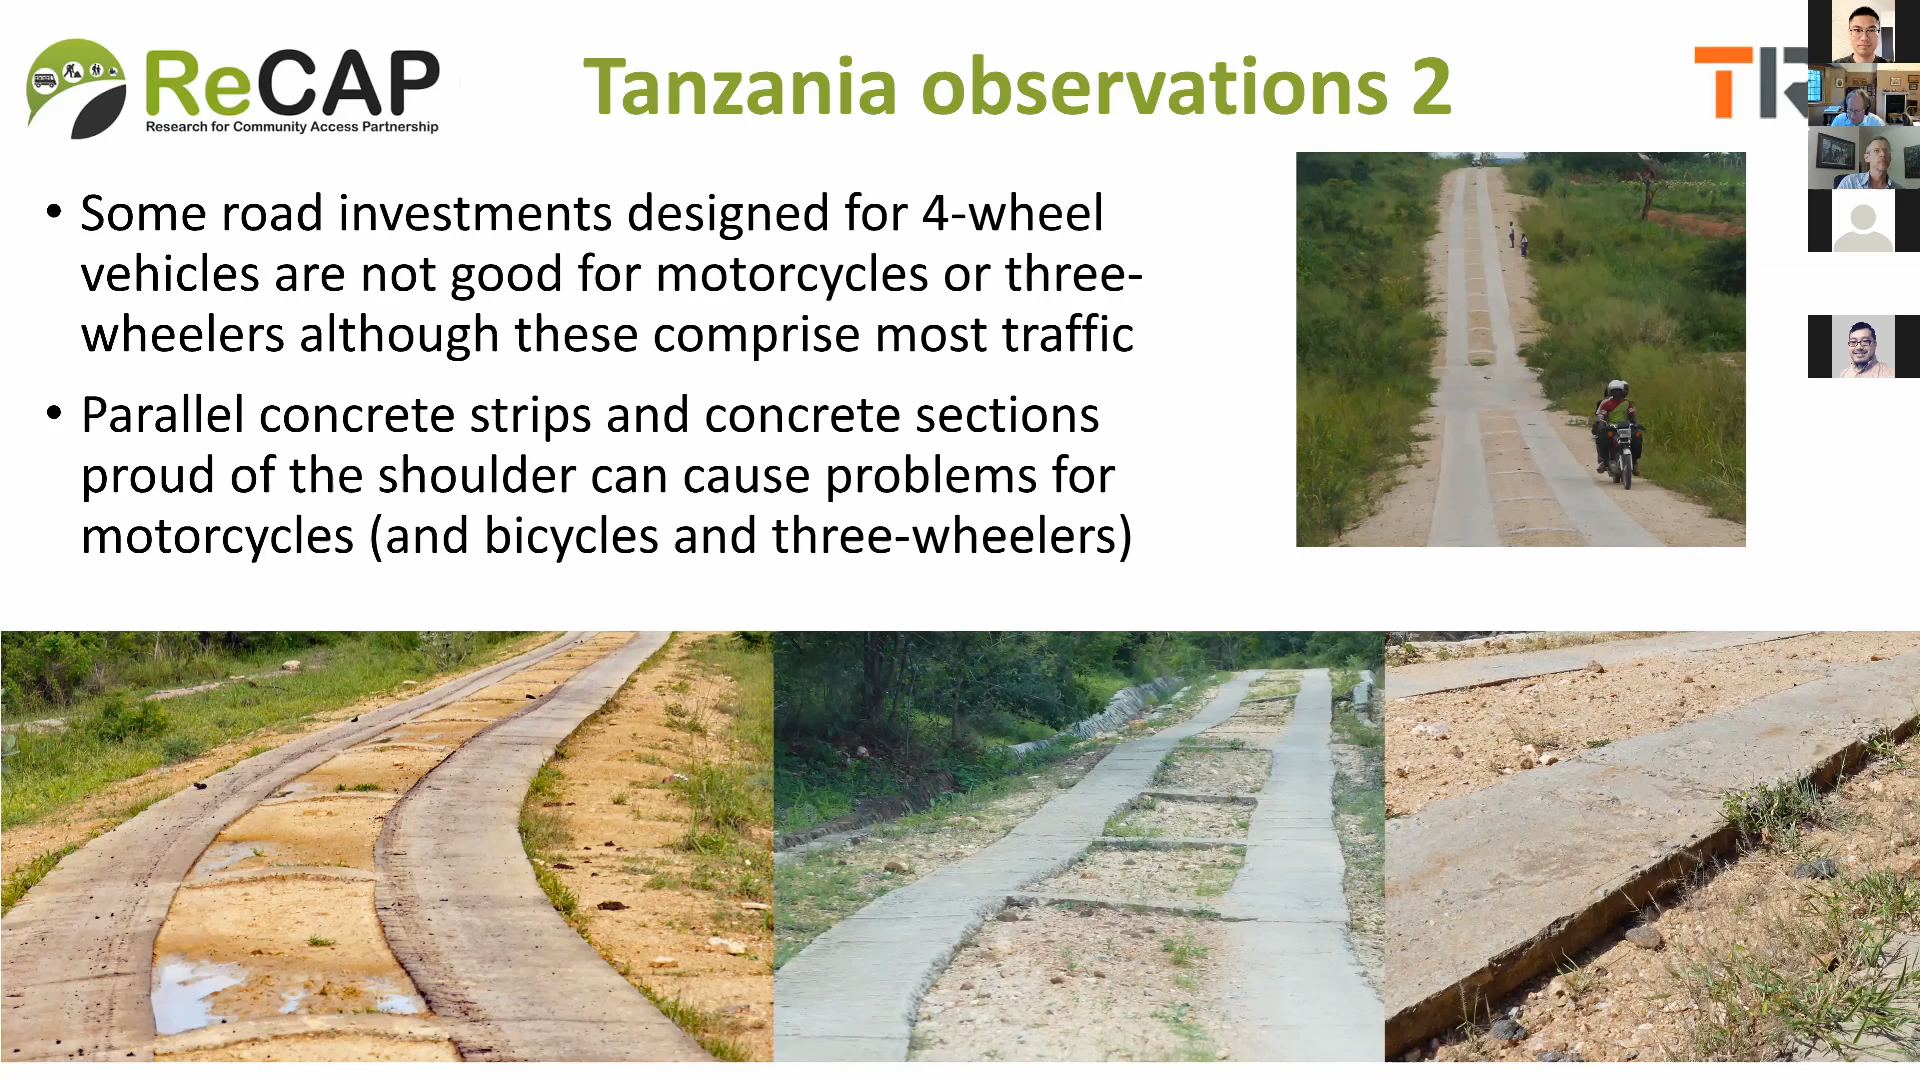 ReCAP
Research for Community Access Partnership
Tanzania observations 2
• Some road investments designed for 4-wheel
vehicles are not good for motorcycles or three-
wheelers although these comprise most traffic
• Parallel concrete strips and concrete sections
proud of the shoulder can cause problems for
motorcycles (and bicycles and three-wheelers)